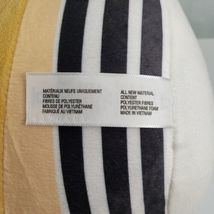 MATÉRIAUX NEUFS UNIQUEMENT
CONTENU
FIBRES DE POLYESTER
MOUSSE DE POLYURÉTHANE
FABRIQUÉ AU VIETNAM
ALL NEW MATERIAL
CONTENT
POLYESTER FIBER
POLYURETHANE FOAM
MADE IN VIETNAM